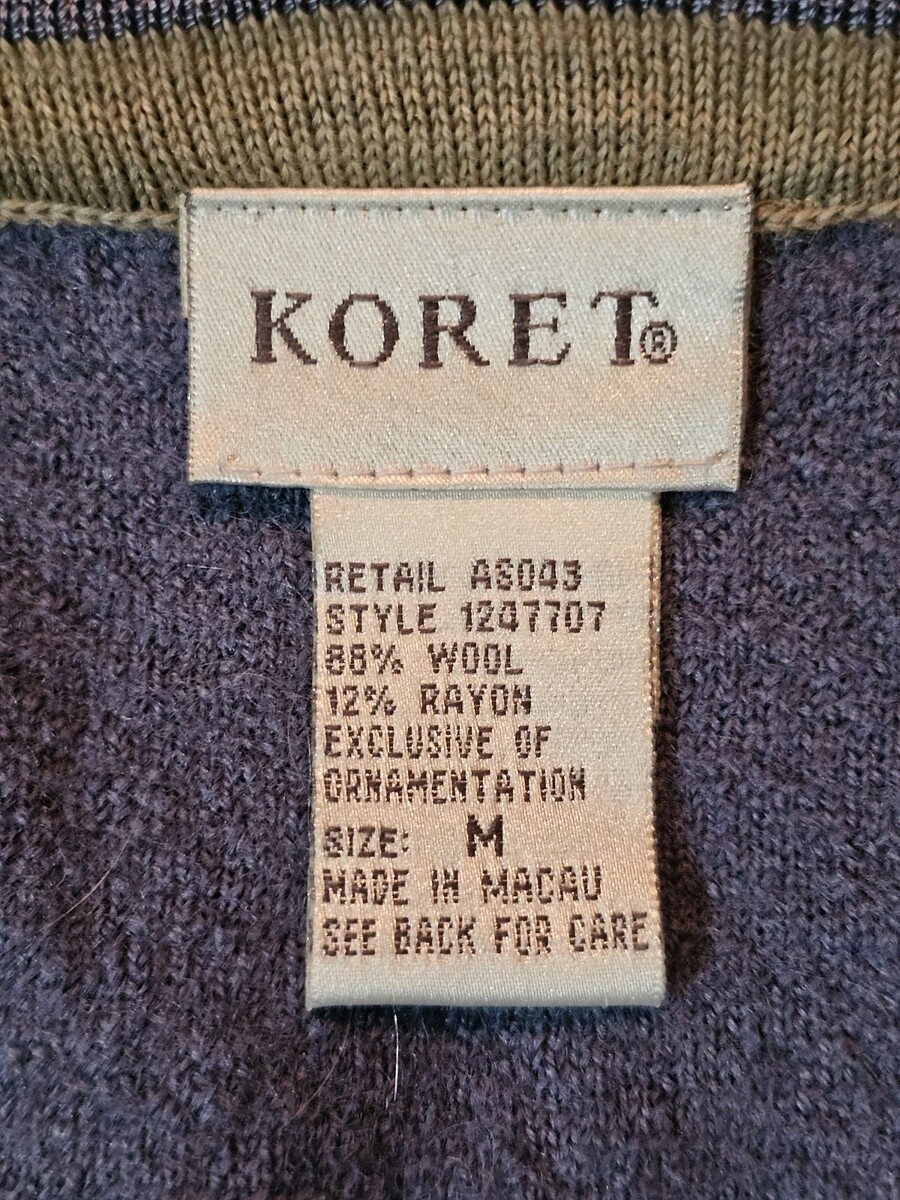 KORET®
RETAIL AS043
STYLE 1247707
88% WOOL
12% RAYON
EXCLUSIVE OF
ORNAMENTATION
SIZE: M
MADE IN MACAU
SEE BACK FOR CARE